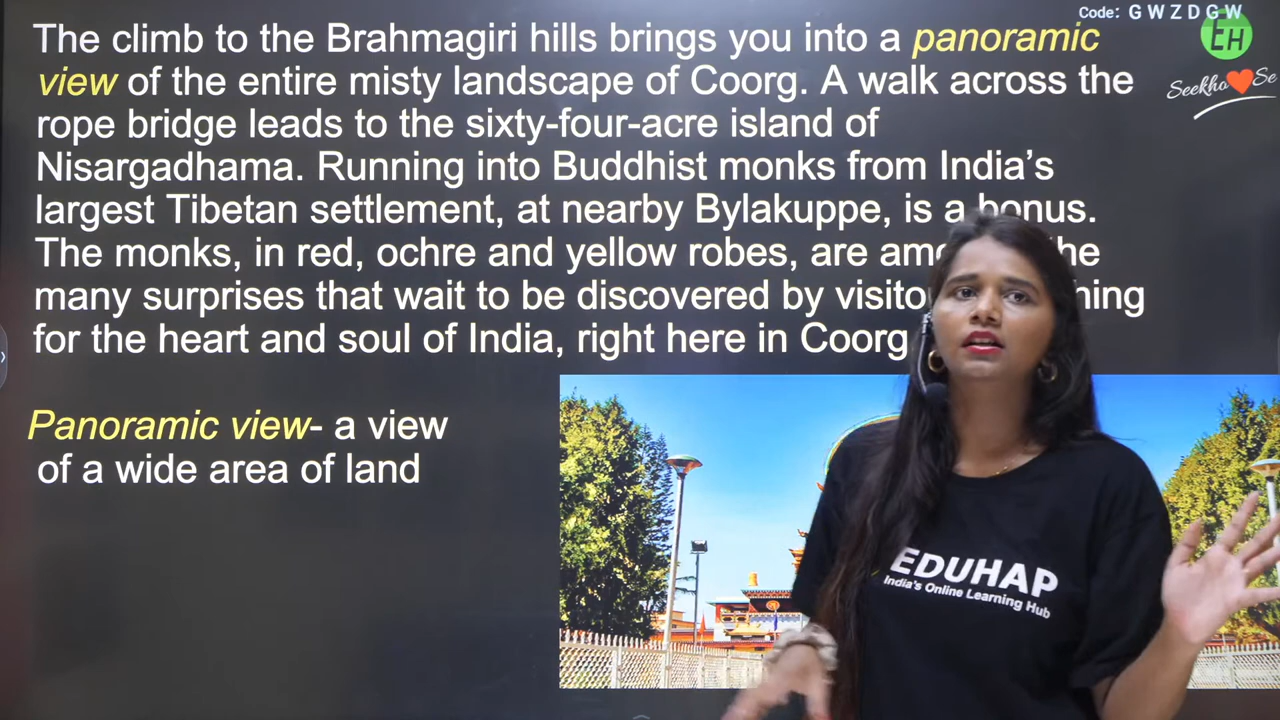 Code: G W Z D G W
EH
Seekho Se
The climb to the Brahmagiri hills brings you into a panoramic
view of the entire misty landscape of Coorg. A walk across the
rope bridge leads to the sixty-four-acre island of
Nisargadhama. Running into Buddhist monks from India’s
largest Tibetan settlement, at nearby Bylakuppe, is a bonus.
The monks, in red, ochre and yellow robes, are
many surprises that wait to be discovered by
for the heart and soul of India, right here in Coorg
Panoramic view- a view
of a wide area of land
EDUHAP
India's Online Learning Hub